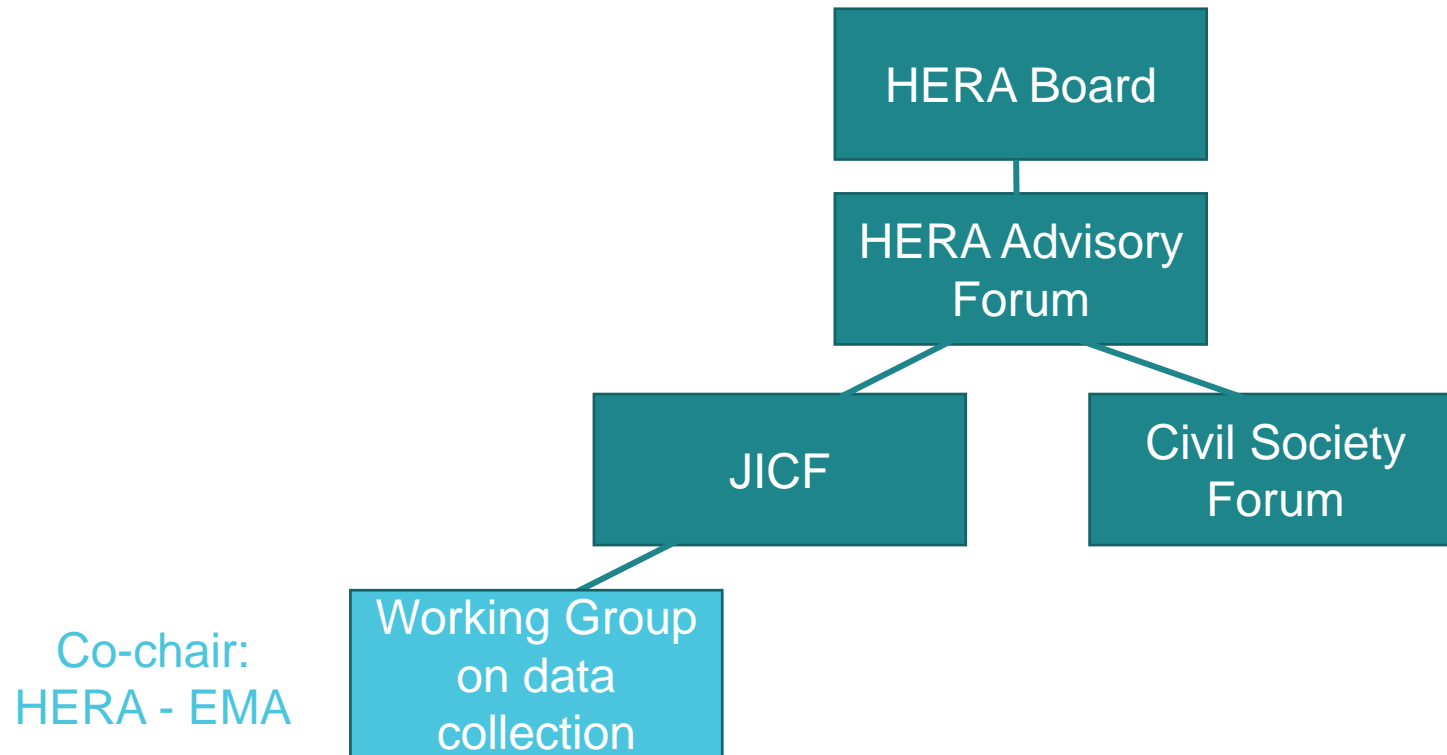 HERA Board
HERA Advisory
Forum
JICF
Civil Society
Forum
Working Group
on data
collection
Co-chair:
HERA - EMA